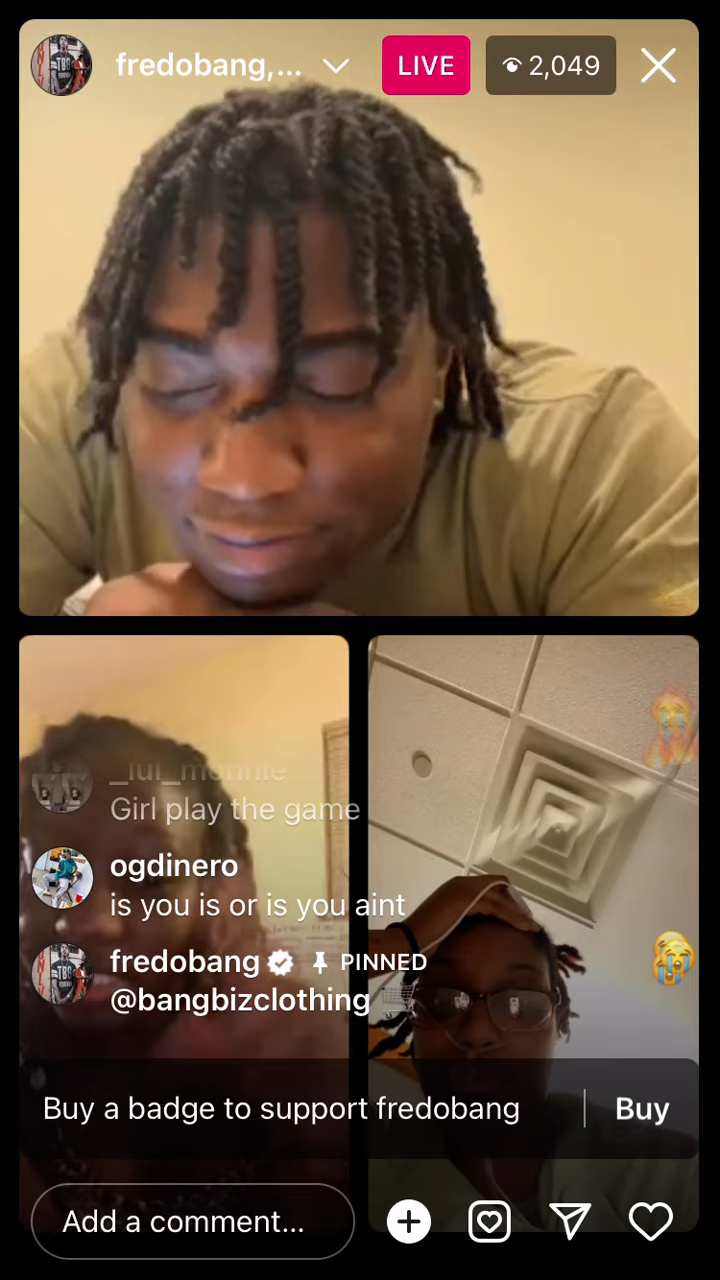 fredobang,...
LIVE
2,049
Girl play the game
ogdinero
is you is or is you aint
fredobang PINNED
@bangbizclothing
Buy a badge to support fredobang
Buy
Add a comment...